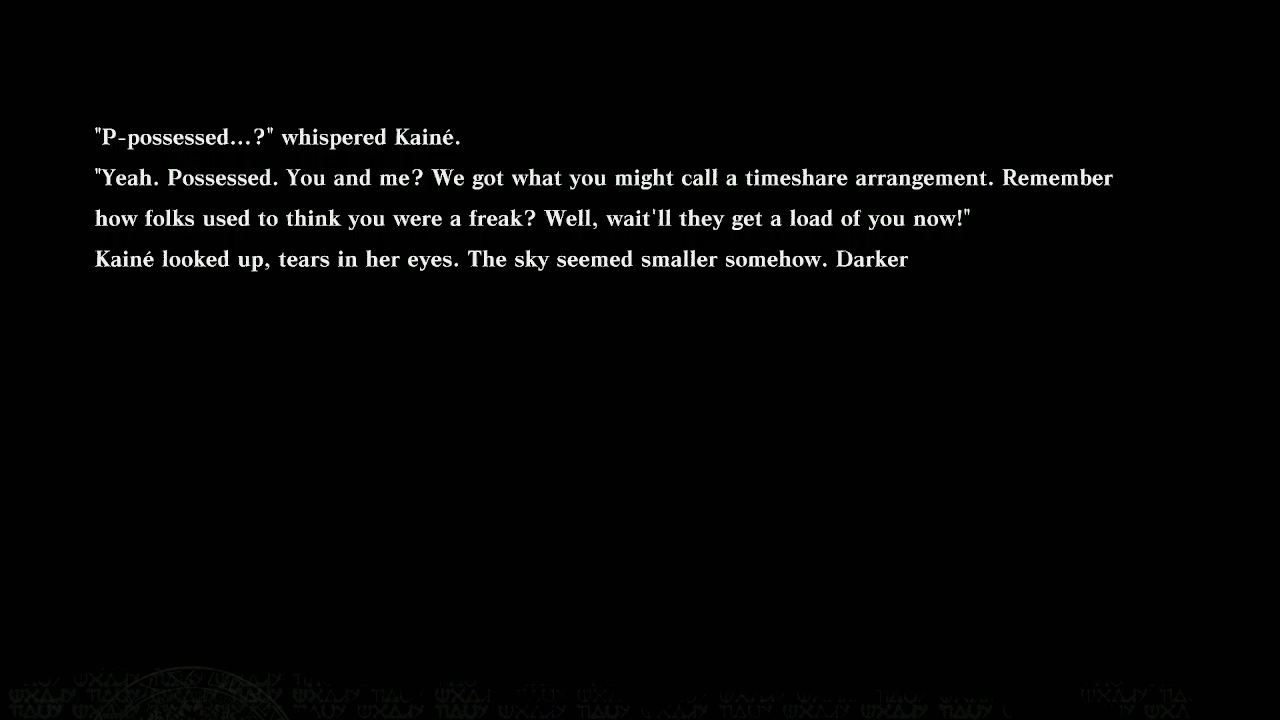 "P-possessed...?" whispered Kainé.
"Yeah. Possessed. You and me? We got what you might call a timeshare arrangement. Remember
how folks used to think you were a freak? Well, wait'll they get a load of you now!"
Kainé looked up, tears in her eyes. The sky seemed smaller somehow. Darker